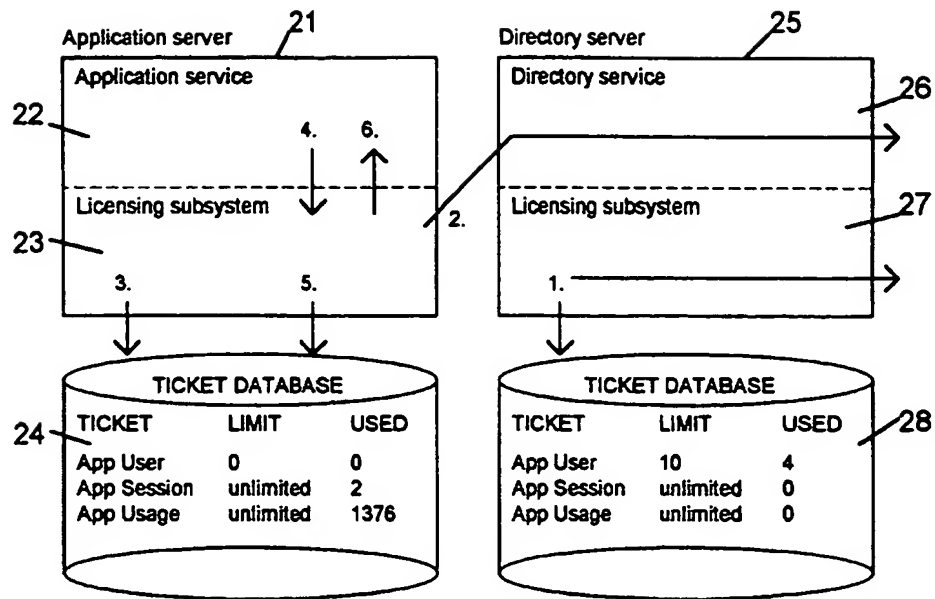 21
Application server
Application service
22
4.
6.
Licensing subsystem
23
3.
5.
2.
25
Directory server
Directory service
26
Licensing subsystem
27
1.
TICKET DATABASE
24
TICKET LIMIT USED
App User 0 0
App Session unlimited 2
App Usage unlimited 1376
TICKET DATABASE
28
TICKET LIMIT USED
App User 10 4
App Session unlimited 0
App Usage unlimited 0